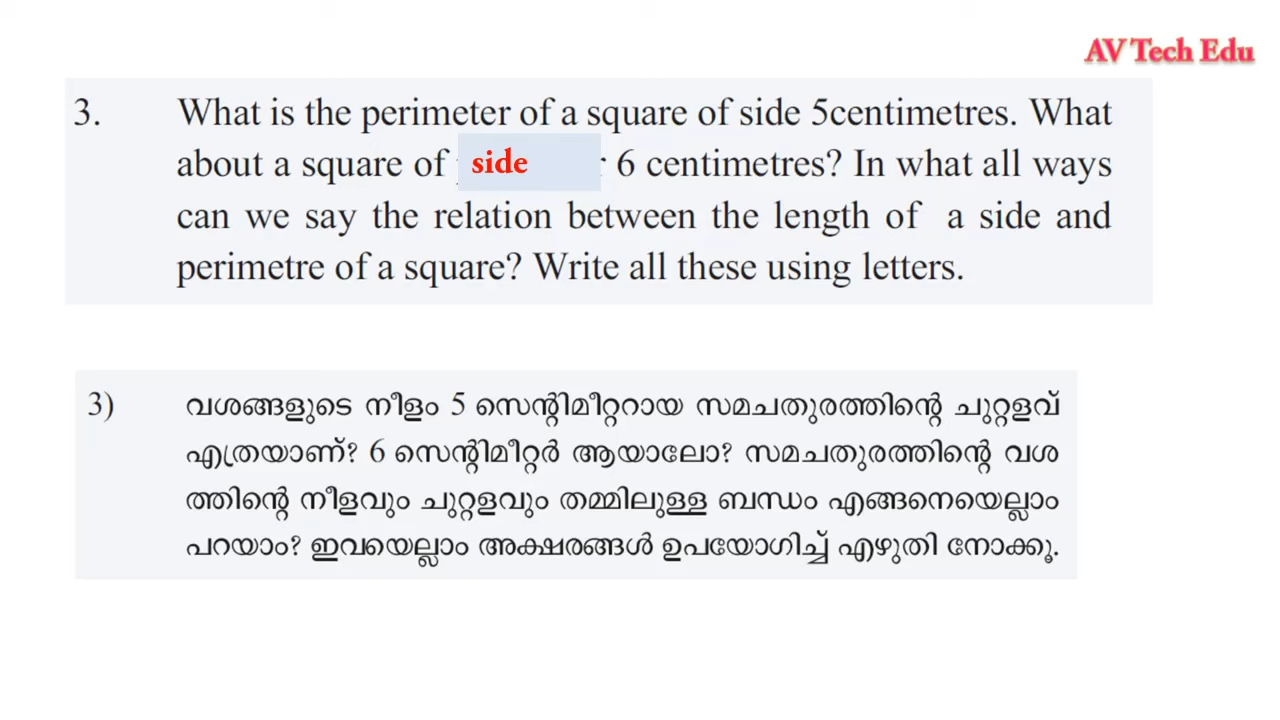 AV Tech Edu
3. What is the perimeter of a square of side 5centimetres. What
about a square of side 6 centimetres? In what all ways
can we say the relation between the length of a side and
perimetre of a square? Write all these using letters.
3) വശങ്ങളുടെ നീളം 5 സെന്റിമീറ്ററായ സമചതുരത്തിന്റെ ചുറ്റളവ്
എത്രയാണ്? 6 സെന്റിമീറ്റർ ആയാലോ? സമചതുരത്തിന്റെ വശ
ത്തിന്റെ നീളവും ചുറ്റളവും തമ്മിലുള്ള ബന്ധം എങ്ങനെയെല്ലാം
പറയാം? ഇവയെല്ലാം അക്ഷരങ്ങൾ ഉപയോഗിച്ച് എഴുതി നോക്കൂ.